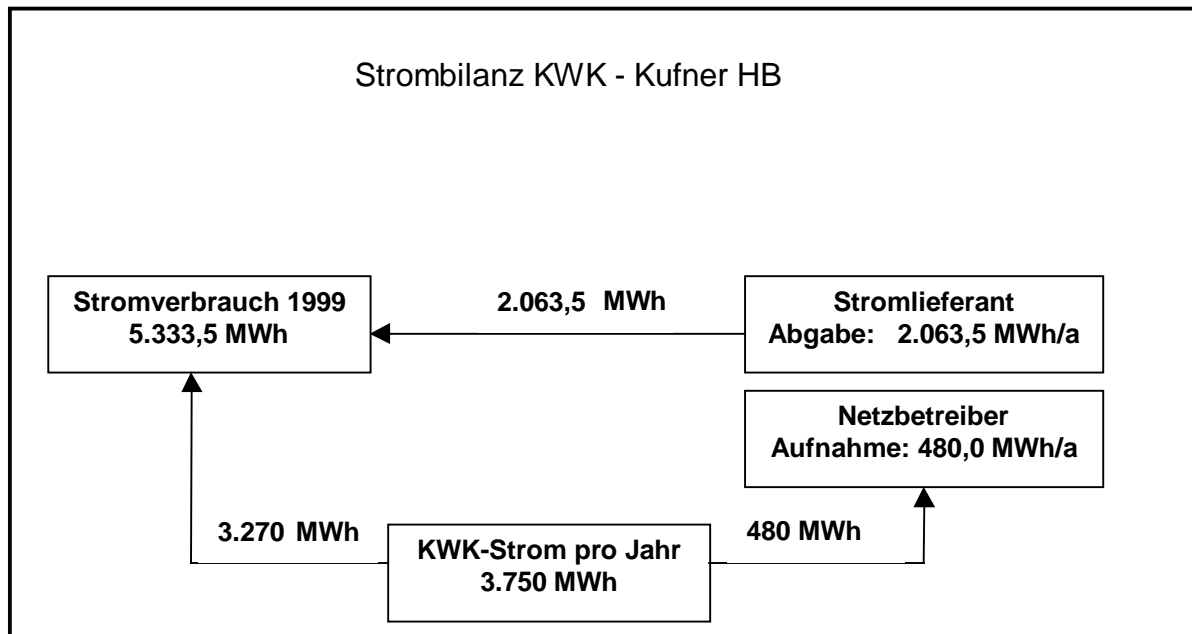 Strombilanz KWK - Kufner HB
Stromverbrauch 1999
5.333,5 MWh
2.063,5 MWh
Stromlieferant
Abgabe: 2.063,5 MWh/a
Netzbetreiber
Aufnahme: 480,0 MWh/a
3.270 MWh
KWK-Strom pro Jahr
3.750 MWh
480 MWh